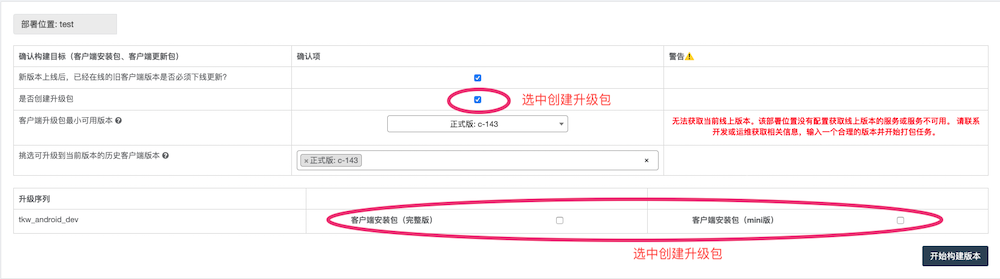 部署位置: test
确认构建目标（客户端安装包、客户端更新包） 确认项 警告⚠️
新版本上线后，已经在线的旧客户端版本是否必须下线更新?
是否创建升级包 选中创建升级包
客户端升级包最小可用版本 正式版: c-143 无法获取当前线上版本。该部署位置没有配置获取线上版本的服务或服务不可用。 请联系
开发或运维获取相关信息，输入一个合理的版本并开始打包任务。
挑选可升级到当前版本的历史客户端版本 × 正式版: c-143 ×
升级序列
tkw_android_dev 客户端安装包（完整版） 客户端安装包（mini版）
选中创建升级包
开始构建版本